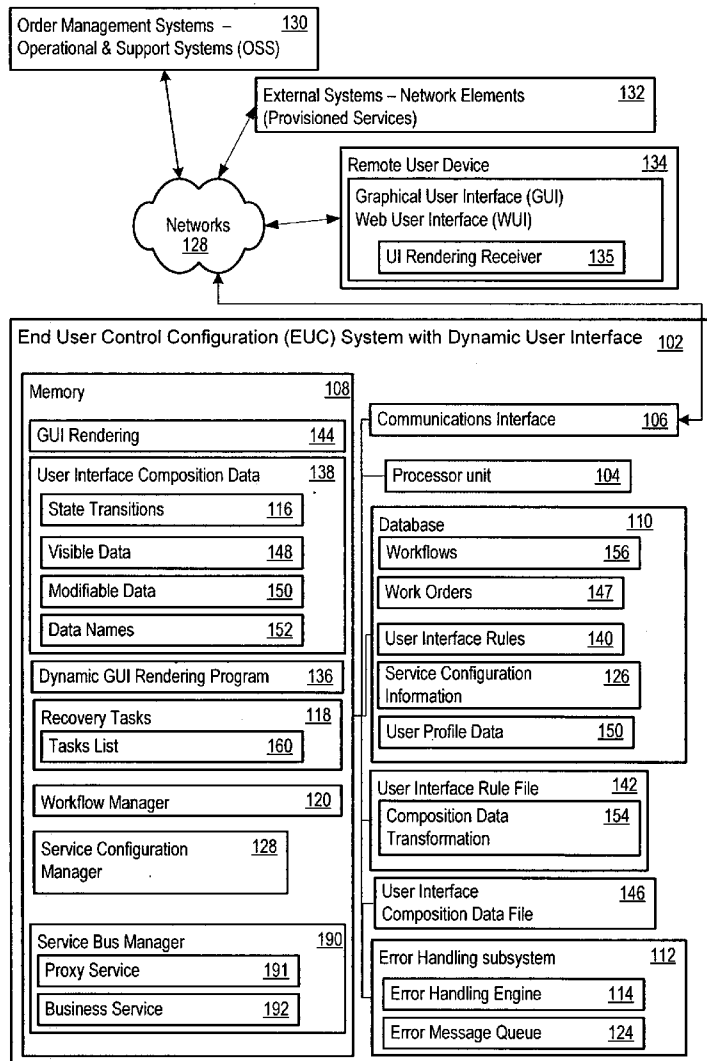 Order Management Systems – 130
Operational & Support Systems (OSS)
External Systems – Network Elements 132
(Provisioned Services)
Remote User Device 134
Graphical User Interface (GUI)
Web User Interface (WUI)
UI Rendering Receiver 135
Networks
128
End User Control Configuration (EUC) System with Dynamic User Interface 102
Memory 108
GUI Rendering 144
User Interface Composition Data 138
State Transitions 116
Visible Data 148
Modifiable Data 150
Data Names 152
Dynamic GUI Rendering Program 136
Recovery Tasks 118
Tasks List 160
Workflow Manager 120
Service Configuration 128
Manager
Service Bus Manager 190
Proxy Service 191
Business Service 192
Communications Interface 106
Processor unit 104
Database 110
Workflows 156
Work Orders 147
User Interface Rules 140
Service Configuration 126
Information
User Profile Data 150
User Interface Rule File 142
Composition Data 154
Transformation
User Interface 146
Composition Data File
Error Handling subsystem 112
Error Handling Engine 114
Error Message Queue 124